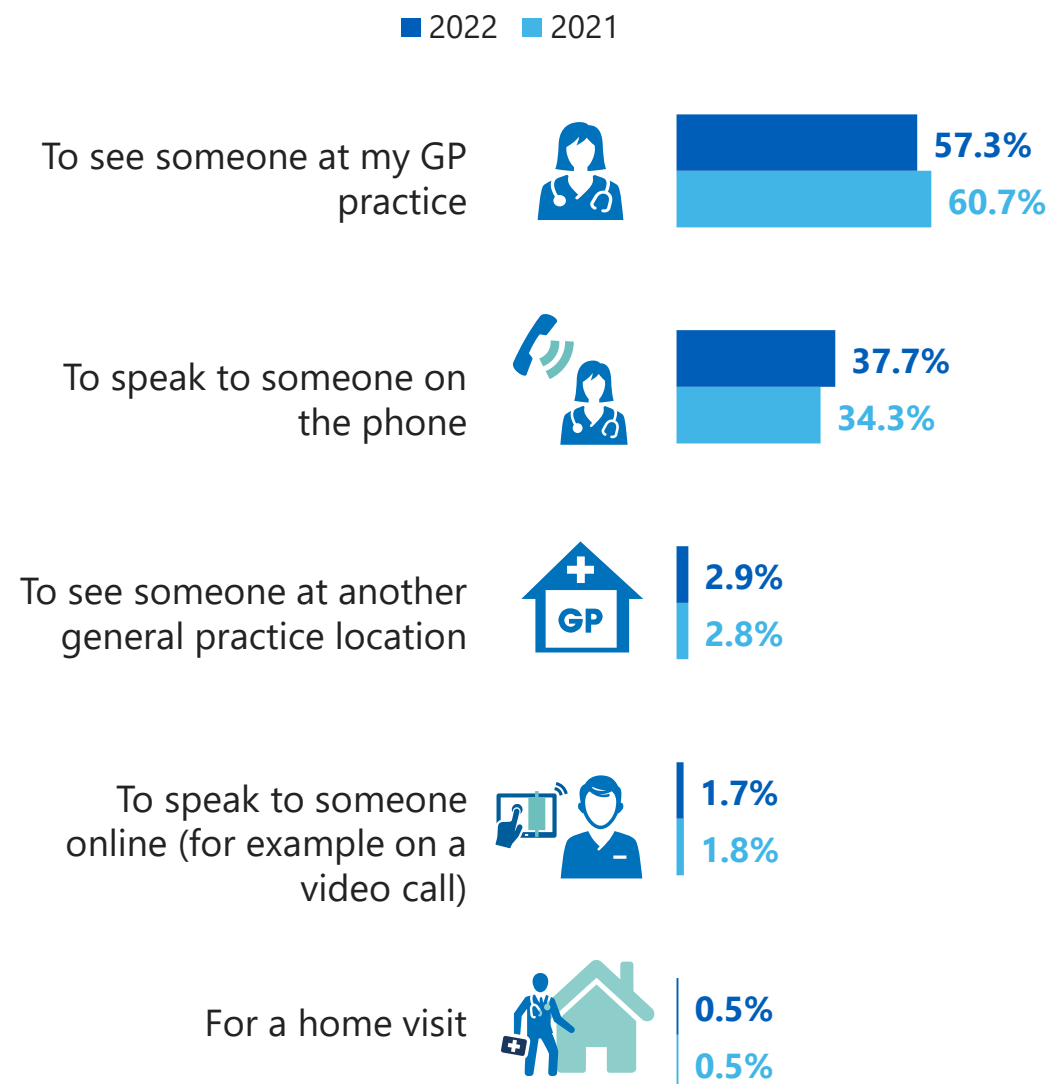 2022 2021
To see someone at my GP
practice
57.3%
60.7%
To speak to someone on
the phone
37.7%
34.3%
To see someone at another
general practice location
GP
2.9%
2.8%
To speak to someone
online (for example on a
video call)
1.7%
1.8%
For a home visit
0.5%
0.5%